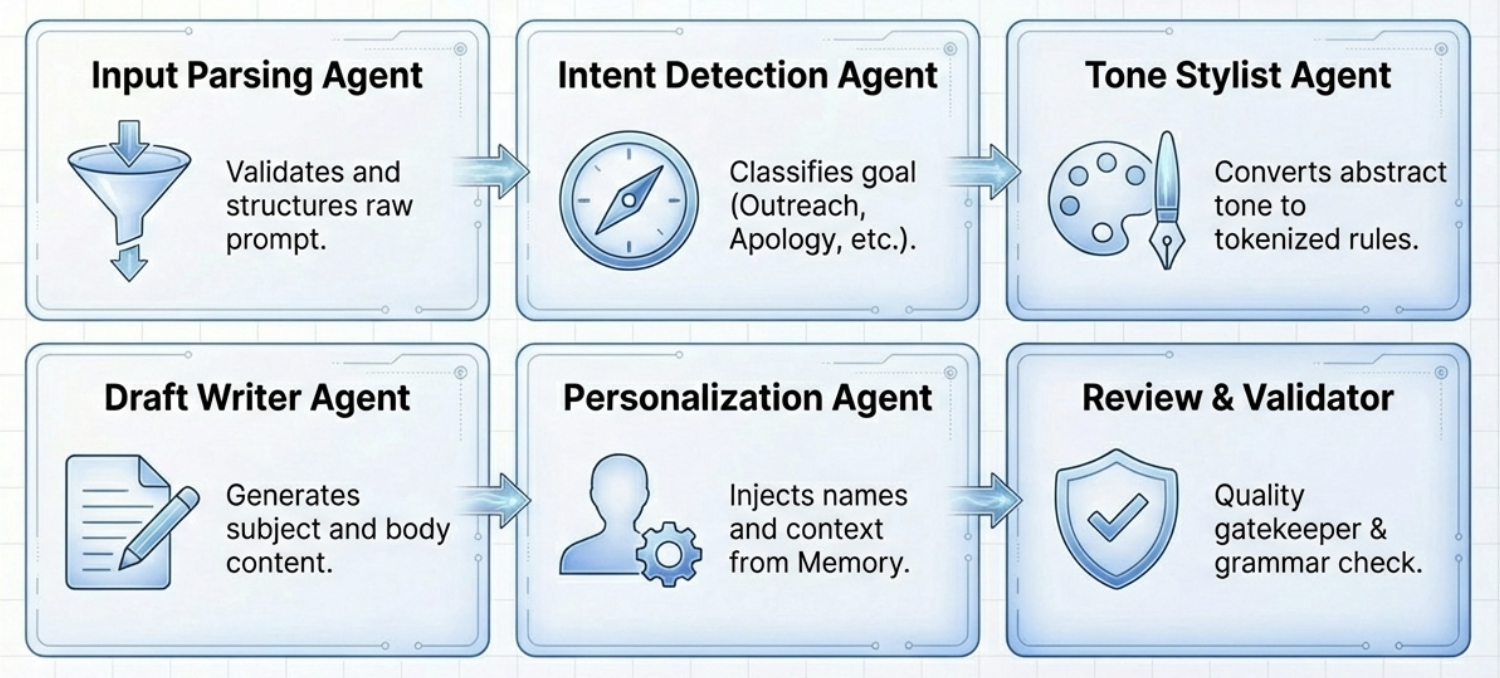 Input Parsing Agent
Validates and
structures raw
prompt.
Intent Detection Agent
Classifies goal
(Outreach,
Apology, etc.).
Tone Stylist Agent
Converts abstract
tone to
tokenized rules.
Draft Writer Agent
Generates
subject and body
content.
Personalization Agent
Injects names
and context
from Memory.
Review & Validator
Quality
gatekeeper &
grammar check.